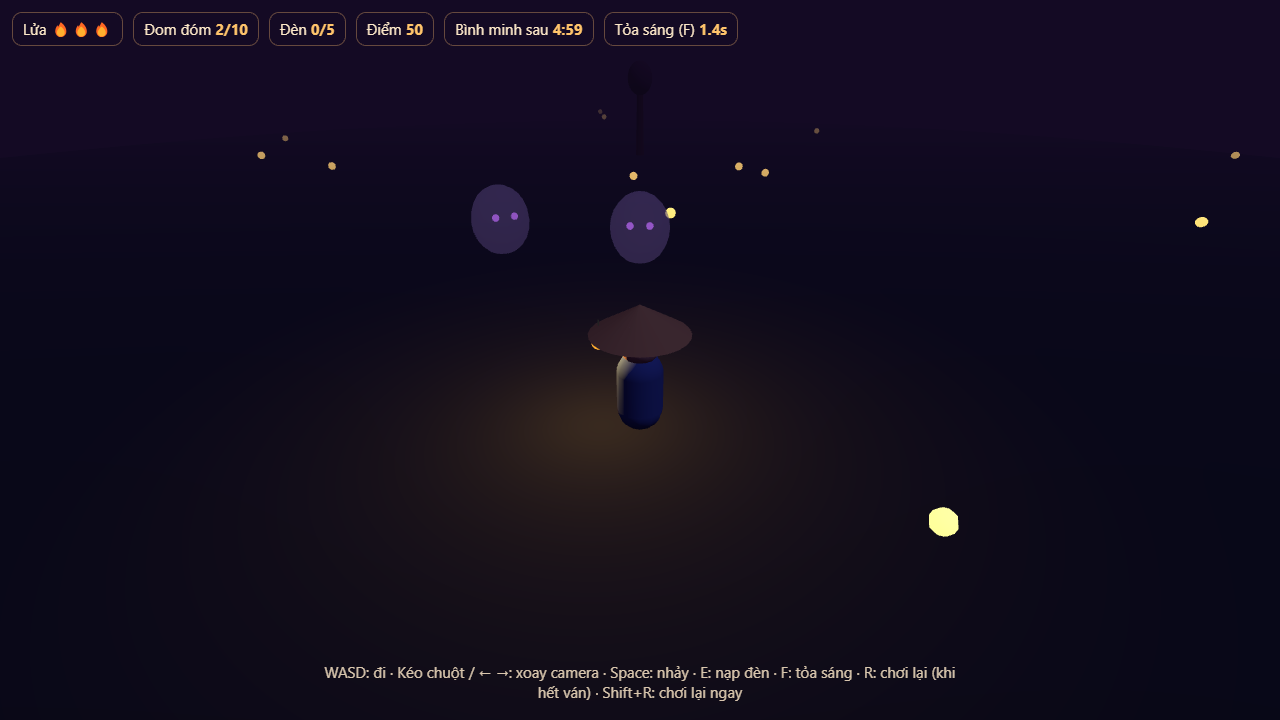 Lửa 🔥 🔥 🔥 Đom đóm 2/10 Đèn 0/5 Điểm 50 Bình minh sau 4:59 Tỏa sáng (F) 1.4s
WASD: đi · Kéo chuột / ← →: xoay camera · Space: nhảy · E: nạp đèn · F: tỏa sáng · R: chơi lại (khi
hết ván) · Shift+R: chơi lại ngay